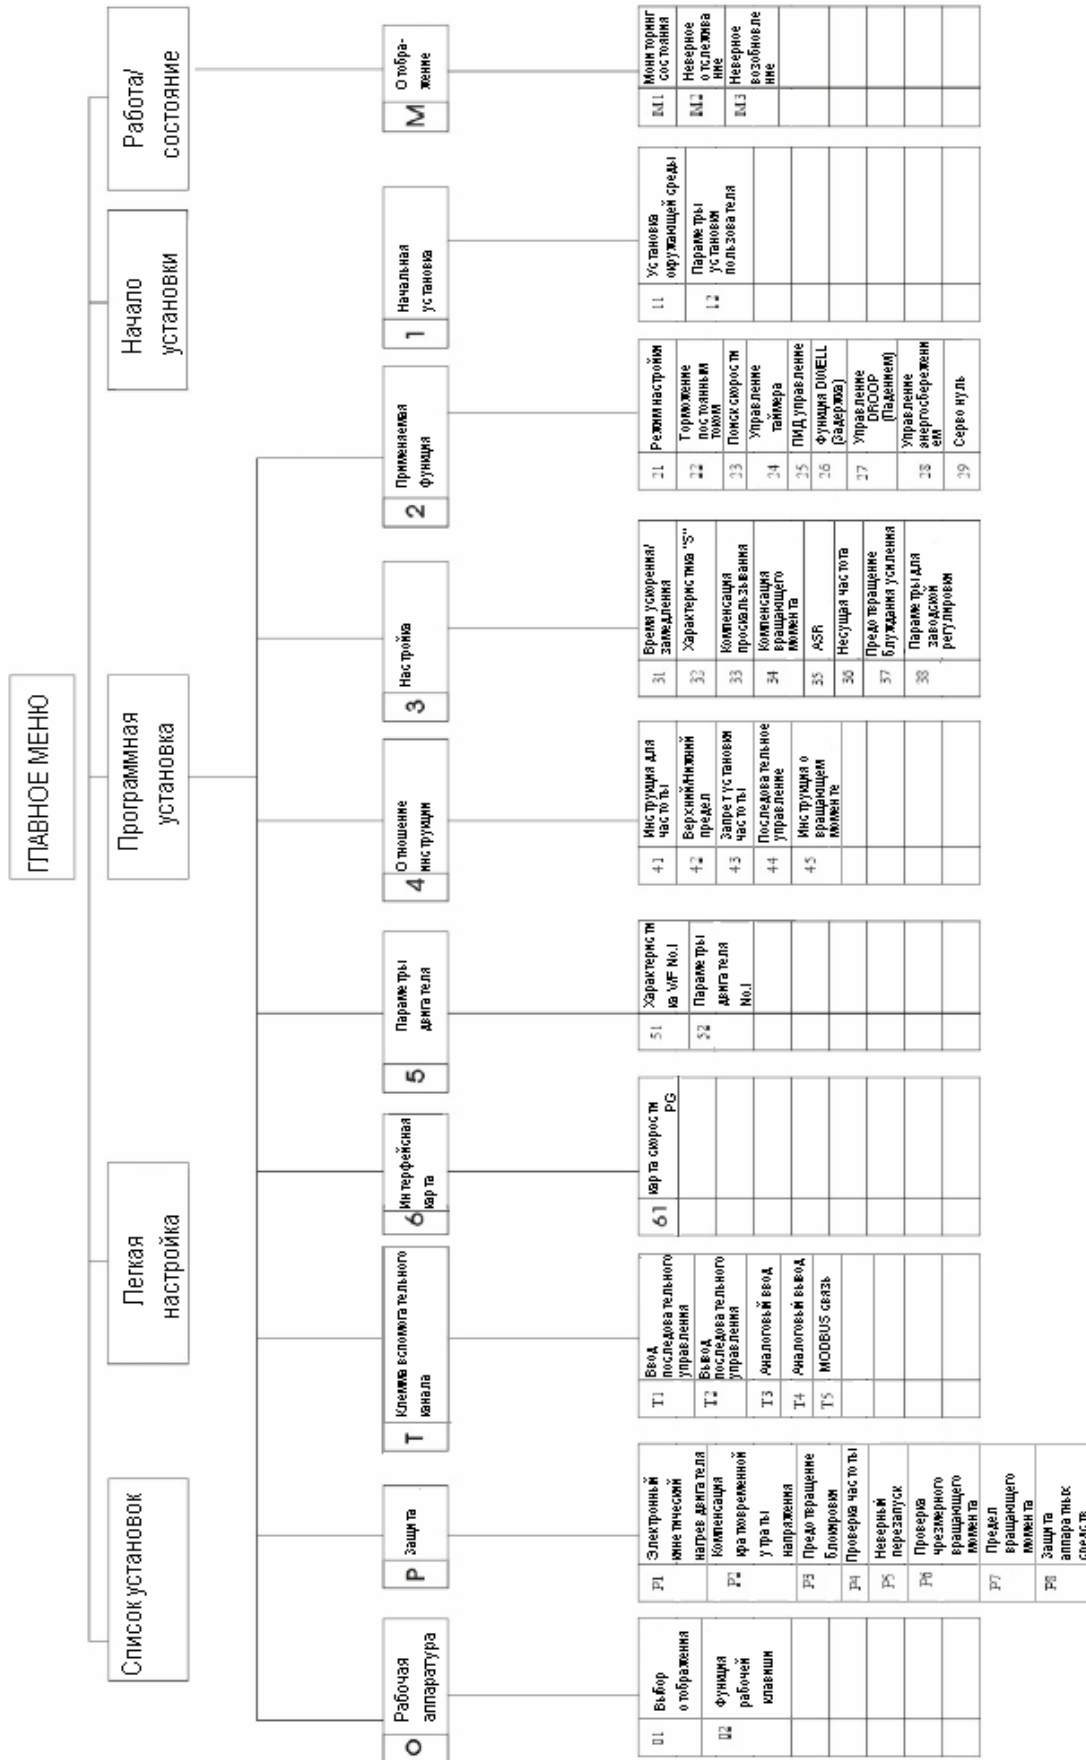 ГЛАВНОЕ МЕНЮ
Работа/
состояние
Начало
установки
Программная
установка
Легкая
настройка
Список установок
M
Отобра-
жение
1
Начальная
установка
2
Применяемая
функция
3
Настройка
4
Отношение
инструкции
5
Параметры
двигателя
6
Интерфейсная
карта
T
Клемма вспомогательного
канала
P
Защита
O
Рабочая
аппаратура
M1
Мониторинг
состояния
M2
Неверное
отслежива
ние
M3
Неверное
возобновле
ние
11
Установка
окружающей среды
12
Параметры
установки
пользователя
21
Режим настройки
22
Торможение
постоянным
током
23
Поиск скорости
24
Управление
таймера
25
ПИД управление
26
Функция DWELL
(Задержка)
27
Управление
DROOP
(Падением)
28
Управление
энергосбережени
ем
29
Серво нуль
31
Время ускорения/
замедления
32
Характеристика "S"
33
Компенсация
проскальзывания
34
Компенсация
вращающего
момента
35
ASR
36
Несущая частота
37
Предотвращение
блуждания усиления
38
Параметры для
заводской
регулировки
41
Инструкция для
частоты
42
Верхний/Нижний
предел
43
Запрет установки
частоты
44
Последовательное
управление
45
Инструкция о
вращающем
моменте
51
Характеристи
ка V/F No.1
52
Параметры
двигателя
No.1
61
карта скорости
PG
T1
Ввод
последовательного
управления
T2
Вывод
последовательного
управления
T3
Аналоговый ввод
T4
Аналоговый вывод
T5
MODBUS связь
P1
Электронный
кинетический
нагрев двигателя
P2
Компенсация
кратковременной
утраты
напряжения
P3
Предотвращение
блокировки
P4
Проверка частоты
P5
Неверный
перезапуск
P6
Проверка
чрезмерного
вращающего
момента
P7
Предел
вращающего
момента
P8
Защита
аппаратных
средств
01
Выбор
отображения
02
Функция
рабочей
клавиши